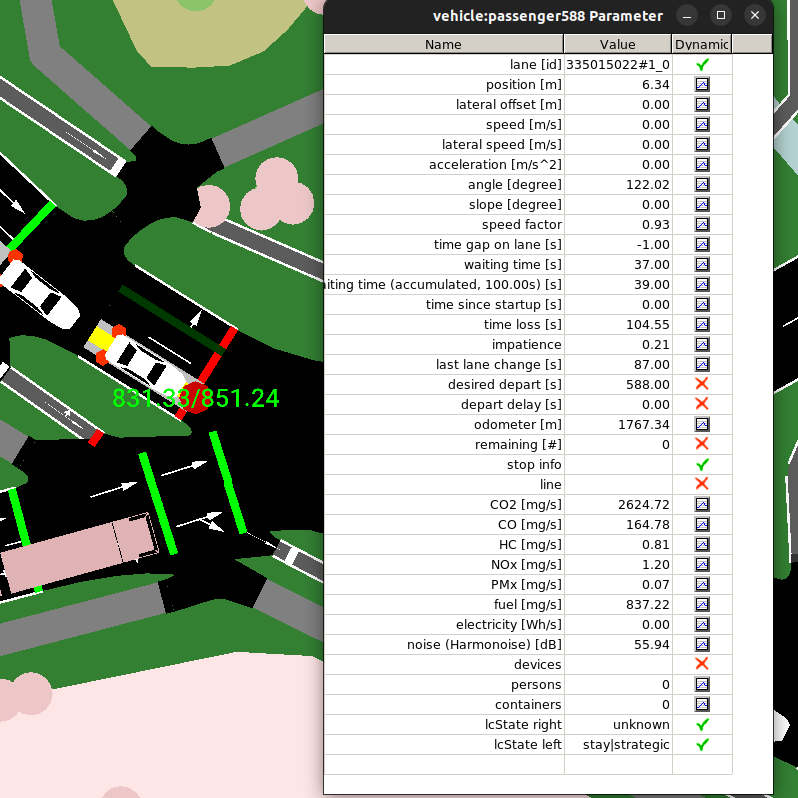 vehicle:passenger588 Parameter
Name Value Dynamic
lane [id] 335015022#1_0
position [m] 6.34
lateral offset [m] 0.00
speed [m/s] 0.00
lateral speed [m/s] 0.00
acceleration [m/s^2] 0.00
angle [degree] 122.02
slope [degree] 0.00
speed factor 0.93
time gap on lane [s] -1.00
waiting time [s] 37.00
iting time (accumulated, 100.00s) [s] 39.00
time since startup [s] 0.00
time loss [s] 104.55
impatience 0.21
last lane change [s] 87.00
desired depart [s] 588.00
depart delay [s] 0.00
odometer [m] 1767.34
remaining [#] 0
stop info
line
CO2 [mg/s] 2624.72
CO [mg/s] 164.78
HC [mg/s] 0.81
NOx [mg/s] 1.20
PMx [mg/s] 0.07
fuel [mg/s] 837.22
electricity [Wh/s] 0.00
noise (Harmonoise) [dB] 55.94
devices
persons 0
containers 0
lcState right unknown
lcState left stay|strategic
831.33/851.24